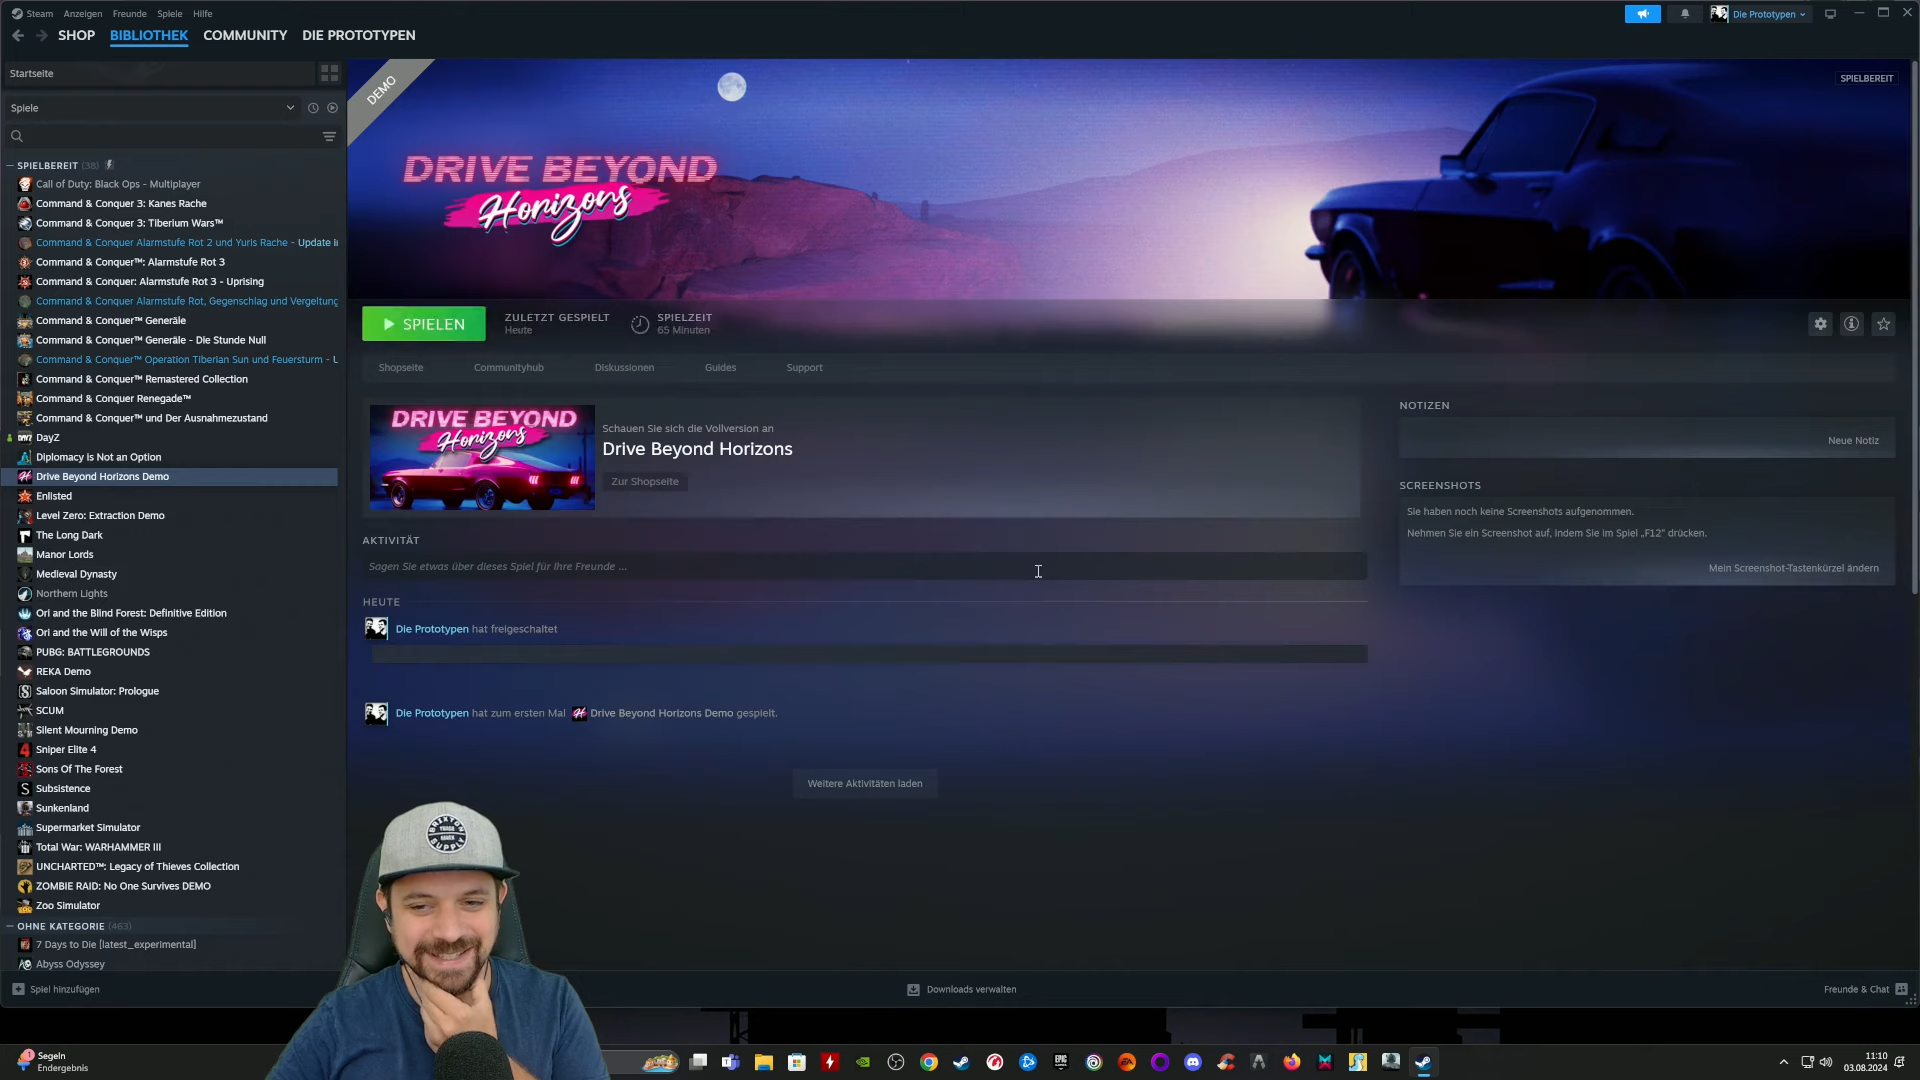 Steam Anzeigen Freunde Spiele Hilfe
Die Prototypen
SHOP BIBLIOTHEK COMMUNITY DIE PROTOTYPEN
Startseite
Spiele
SPIELBEREIT (38)
Call of Duty: Black Ops - Multiplayer
Command & Conquer 3: Kanes Rache
Command & Conquer 3: Tiberium Wars™
Command & Conquer Alarmstufe Rot 2 und Yuris Rache - Update
Command & Conquer™: Alarmstufe Rot 3
Command & Conquer: Alarmstufe Rot 3 - Uprising
Command & Conquer Alarmstufe Rot, Gegenschlag und Vergeltung
Command & Conquer™ Generäle
Command & Conquer™ Generäle - Die Stunde Null
Command & Conquer™ Operation Tiberian Sun und Feuersturm - U
Command & Conquer™ Remastered Collection
Command & Conquer Renegade™
Command & Conquer™ und Der Ausnahmezustand
DayZ
Diplomacy is Not an Option
Drive Beyond Horizons Demo
Enlisted
Level Zero: Extraction Demo
The Long Dark
Manor Lords
Medieval Dynasty
Northern Lights
Ori and the Blind Forest: Definitive Edition
Ori and the Will of the Wisps
PUBG: BATTLEGROUNDS
REKA Demo
Saloon Simulator: Prologue
SCUM
Silent Mourning Demo
Sniper Elite 4
Sons Of The Forest
Subsistence
Sunkenland
Supermarket Simulator
Total War: WARHAMMER III
UNCHARTED™: Legacy of Thieves Collection
ZOMBIE RAID: No One Survives DEMO
Zoo Simulator
OHNE KATEGORIE (463)
7 Days to Die [latest_experimental]
Abyss Odyssey
Spiel hinzufügen
DEMO
SPIELBEREIT
DRIVE BEYOND
Horizons
SPIELEN
ZULETZT GESPIELT
Heute
SPIELZEIT
65 Minuten
Shopseite Communityhub Diskussionen Guides Support
DRIVE BEYOND
Horizons
Schauen Sie sich die Vollversion an
Drive Beyond Horizons
Zur Shopseite
AKTIVITÄT
Sagen Sie etwas über dieses Spiel für Ihre Freunde ...
HEUTE
Die Prototypen hat freigeschaltet
Die Prototypen hat zum ersten Mal Drive Beyond Horizons Demo gespielt.
Weitere Aktivitäten laden
NOTIZEN
Neue Notiz
SCREENSHOTS
Sie haben noch keine Screenshots aufgenommen.
Nehmen Sie ein Screenshot auf, indem Sie im Spiel „F12" drücken.
Mein Screenshot-Tastenkürzel ändern
BRIXTON
SUPPLY
Downloads verwalten
Freunde & Chat
1
Segeln
Endergebnis
11:10
03.08.2024